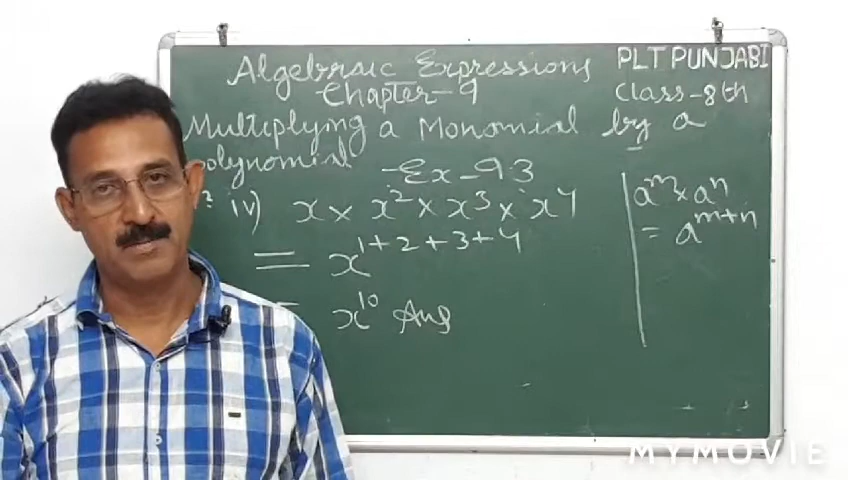 Algebraic Expressions
PLT PUNJABI
Chapter-9
Class-8th
Multiplying a Monomial by a
polynomial - Ex-9.3
iv) x × x² × x³ × x⁴
= x¹⁺²⁺³⁺⁴
= x¹⁰ Ans
aᵐ × aⁿ
= aᵐ⁺ⁿ
MYMOVIE